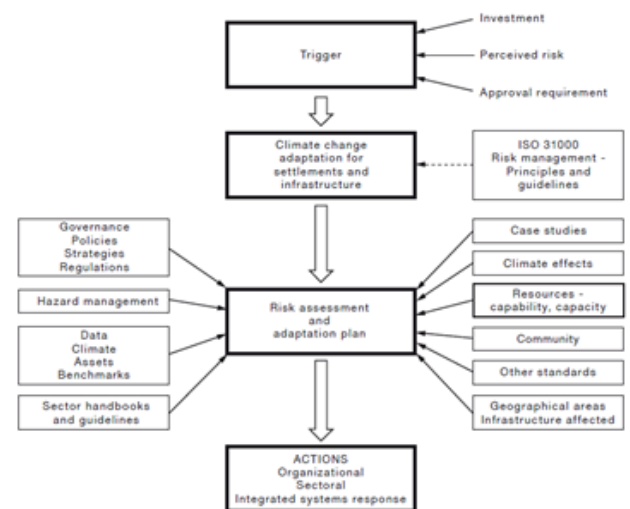 Investment
Trigger
Perceived risk
Approval requirement
Climate change
adaptation for
settlements and
infrastructure
ISO 31000
Risk management -
Principles and
guidelines
Governance
Policies
Strategies
Regulations
Hazard management
Data
Climate
Assets
Benchmarks
Sector handbooks
and guidelines
Risk assessment
and
adaptation plan
Case studies
Climate effects
Resources -
capability, capacity
Community
Other standards
Geographical areas
Infrastructure affected
ACTIONS
Organizational
Sectoral
Integrated systems response